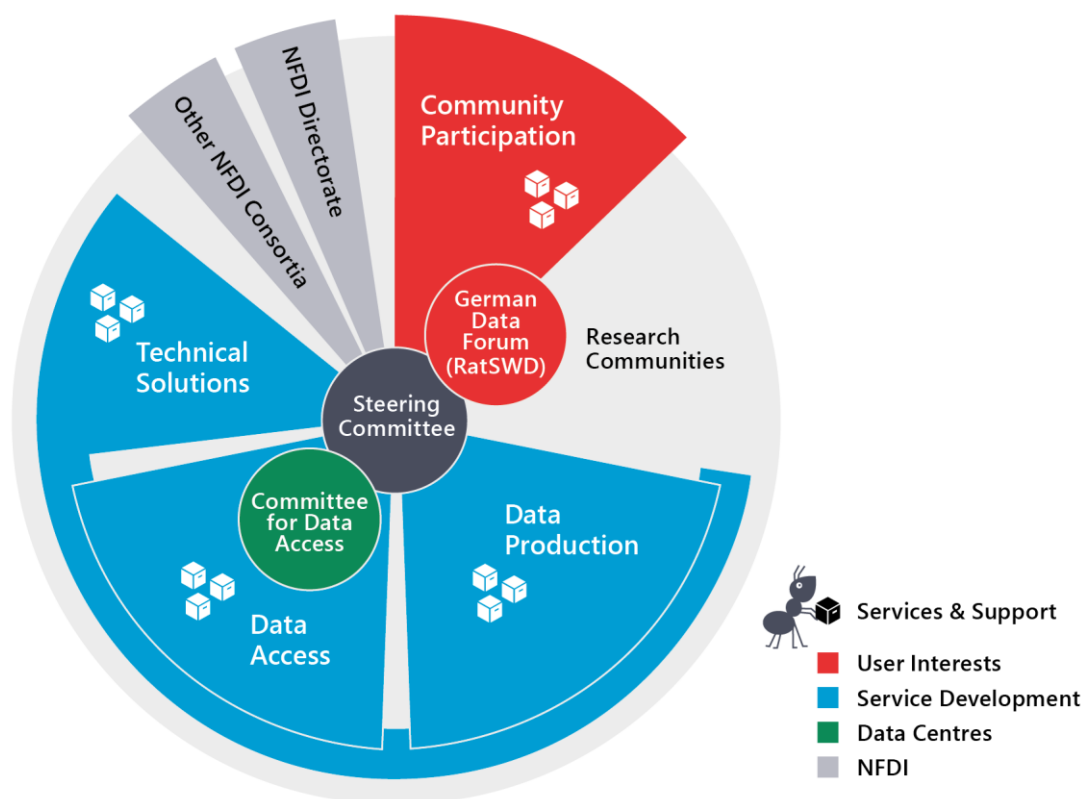 NFDI Directorate
Other NFDI Consortia
Community
Participation
German
Data
Forum
(RatSWD)
Research
Communities
Technical
Solutions
Steering
Committee
Committee
for Data
Access
Data
Production
Data
Access
Services & Support
User Interests
Service Development
Data Centres
NFDI